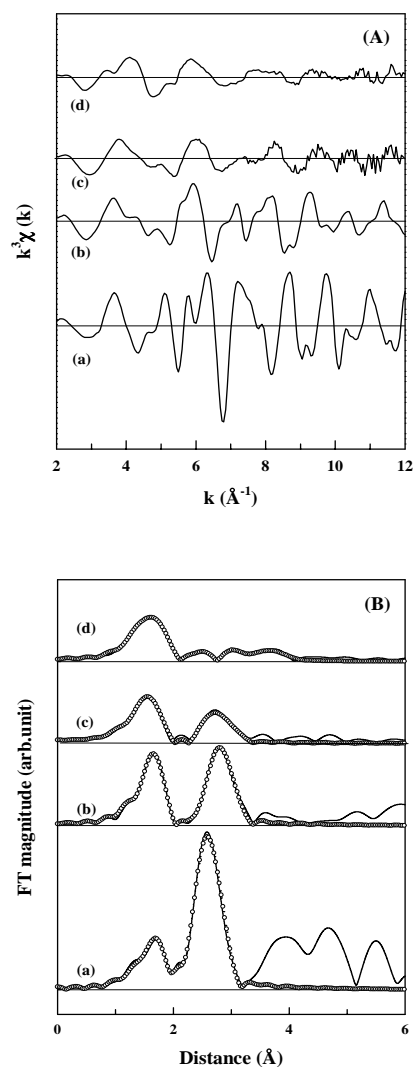 (A)
(d)
(c)
(b)
(a)
k³χ (k)
2 4 6 8 10 12
k (Å⁻¹)
(B)
(d)
(c)
(b)
(a)
FT magnitude (arb.unit)
0 2 4 6
Distance (Å)